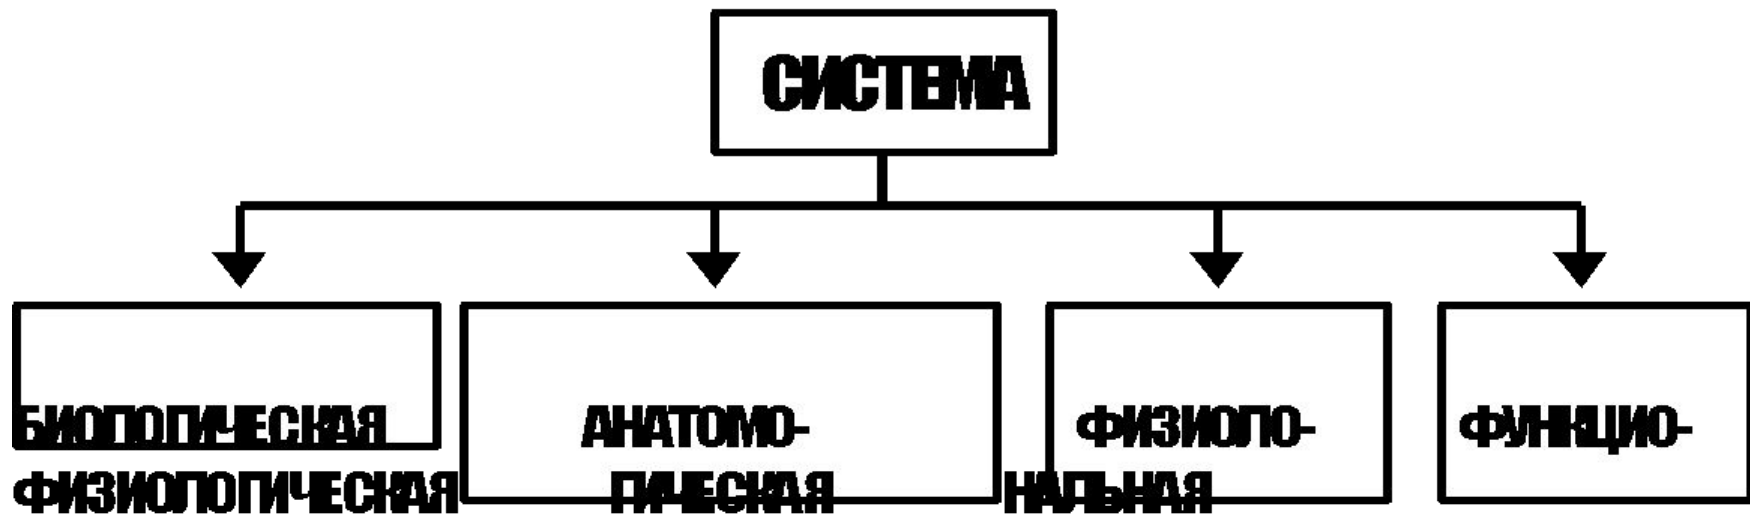 СИСТЕМА
БИОЛОГИЧЕСКАЯ АНАТОМО- ФИЗИОЛО- ФУНКЦИО-
ФИЗИОЛОГИЧЕСКАЯ ГИЧЕСКАЯ НАЛЬНАЯ